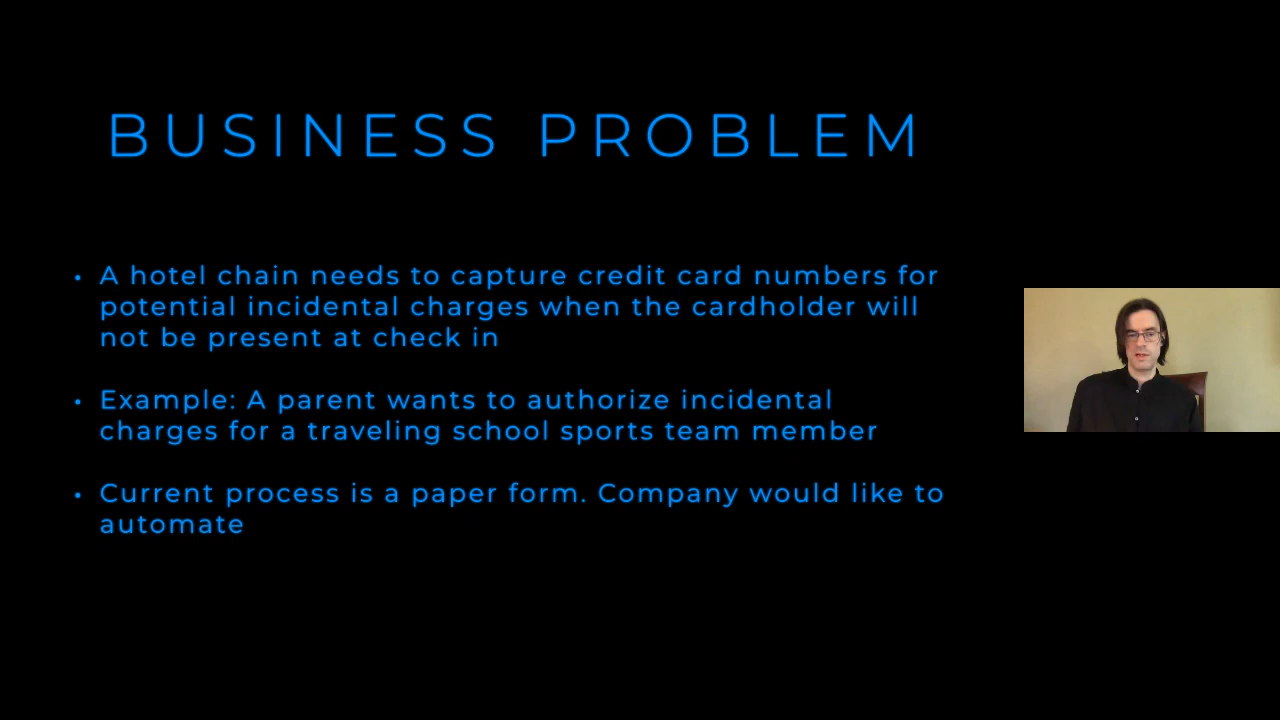 BUSINESS PROBLEM
• A hotel chain needs to capture credit card numbers for
potential incidental charges when the cardholder will
not be present at check in
• Example: A parent wants to authorize incidental
charges for a traveling school sports team member
• Current process is a paper form. Company would like to
automate